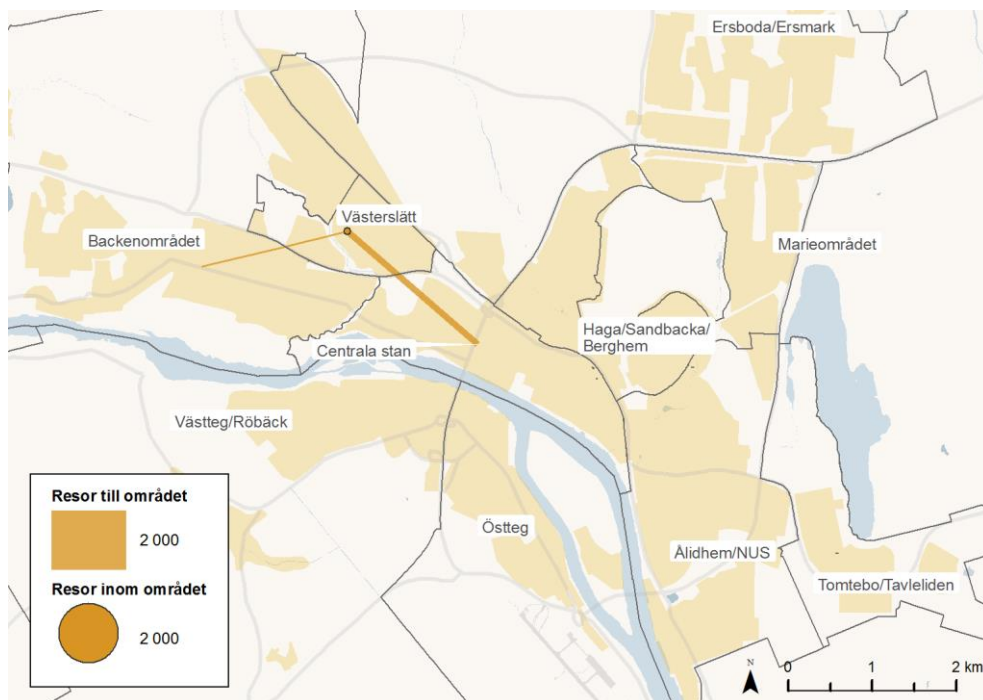 Ersboda/Ersmark
Västerslätt
Backenområdet
Marieområdet
Haga/Sandbacka/
Berghem
Centrala stan
Västteg/Röbäck
Östteg
Ålidhem/NUS
Tomtebo/Tavleliden
Resor till området
2 000
Resor inom området
2 000
N
0 1 2 km